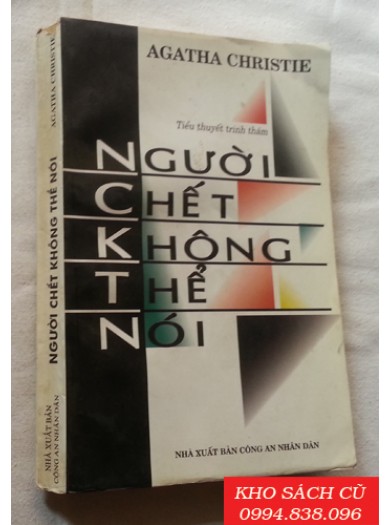 AGATHA CHRISTIE
Tiểu thuyết trinh thám
NGƯỜI
CHẾT
KHÔNG
THỂ
NÓI
NHÀ XUẤT BẢN CÔNG AN NHÂN DÂN
AGATHA CHRISTIE
NGƯỜI CHẾT KHÔNG THỂ NÓI
NHÀ XUẤT BẢN
CÔNG AN NHÂN DÂN
KHO SÁCH CŨ
0994.838.096